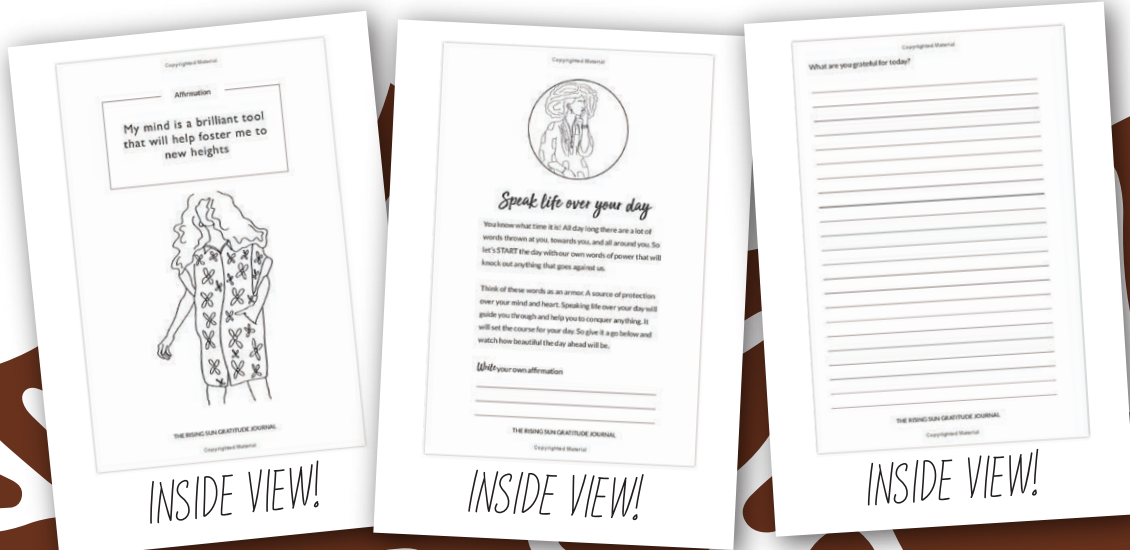 Copyrighted Material
Affirmation
My mind is a brilliant tool
that will help foster me to
new heights
THE RISING SUN GRATITUDE JOURNAL
Copyrighted Material
INSIDE VIEW!
Copyrighted Material
Speak life over your day
You know what time it is! All day long there are a lot of
words thrown at you, towards you, and all around you. So
let's START the day with our own words of power that will
knock out anything that goes against us.
Think of these words as an armor. A source of protection
over your mind and heart. Speaking life over your day will
guide you through and help you to conquer anything. It
will set the course for your day. So give it a go below and
watch how beautiful the day ahead will be.
Write your own affirmation
THE RISING SUN GRATITUDE JOURNAL
Copyrighted Material
INSIDE VIEW!
Copyrighted Material
What are you grateful for today?
THE RISING SUN GRATITUDE JOURNAL
Copyrighted Material
INSIDE VIEW!